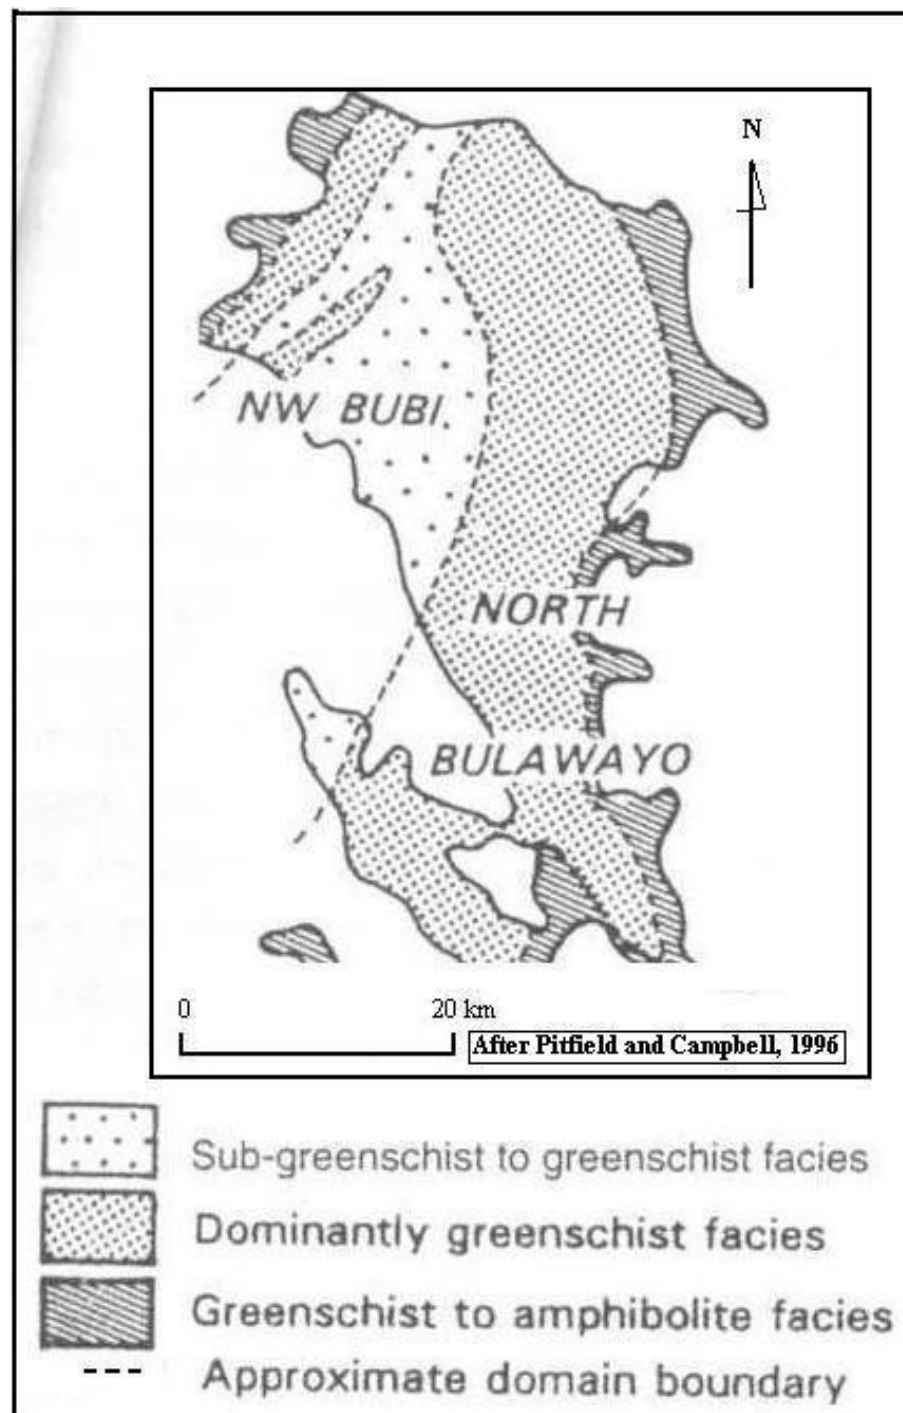 N
NW BUBI
NORTH
BULAWAYO
0 20 km
After Pitfield and Campbell, 1996
Sub-greenschist to greenschist facies
Dominantly greenschist facies
Greenschist to amphibolite facies
Approximate domain boundary